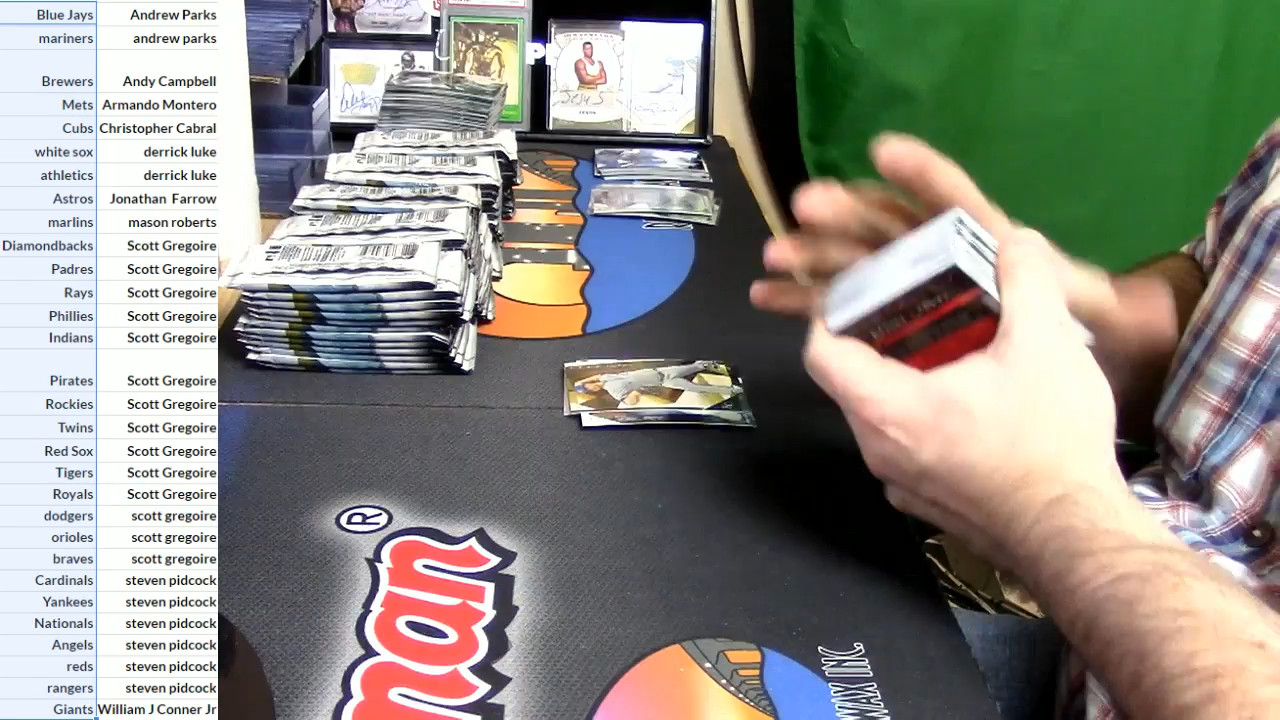 Blue Jays Andrew Parks
mariners andrew parks
Brewers Andy Campbell
Mets Armando Montero
Cubs Christopher Cabral
white sox derrick luke
athletics derrick luke
Astros Jonathan Farrow
marlins mason roberts
Diamondbacks Scott Gregoire
Padres Scott Gregoire
Rays Scott Gregoire
Phillies Scott Gregoire
Indians Scott Gregoire
Pirates Scott Gregoire
Rockies Scott Gregoire
Twins Scott Gregoire
Red Sox Scott Gregoire
Tigers Scott Gregoire
Royals Scott Gregoire
dodgers scott gregoire
orioles scott gregoire
braves scott gregoire
Cardinals steven pidcock
Yankees steven pidcock
Nationals steven pidcock
Angels steven pidcock
reds steven pidcock
rangers steven pidcock
Giants William J Conner Jr
man®
WAX INC